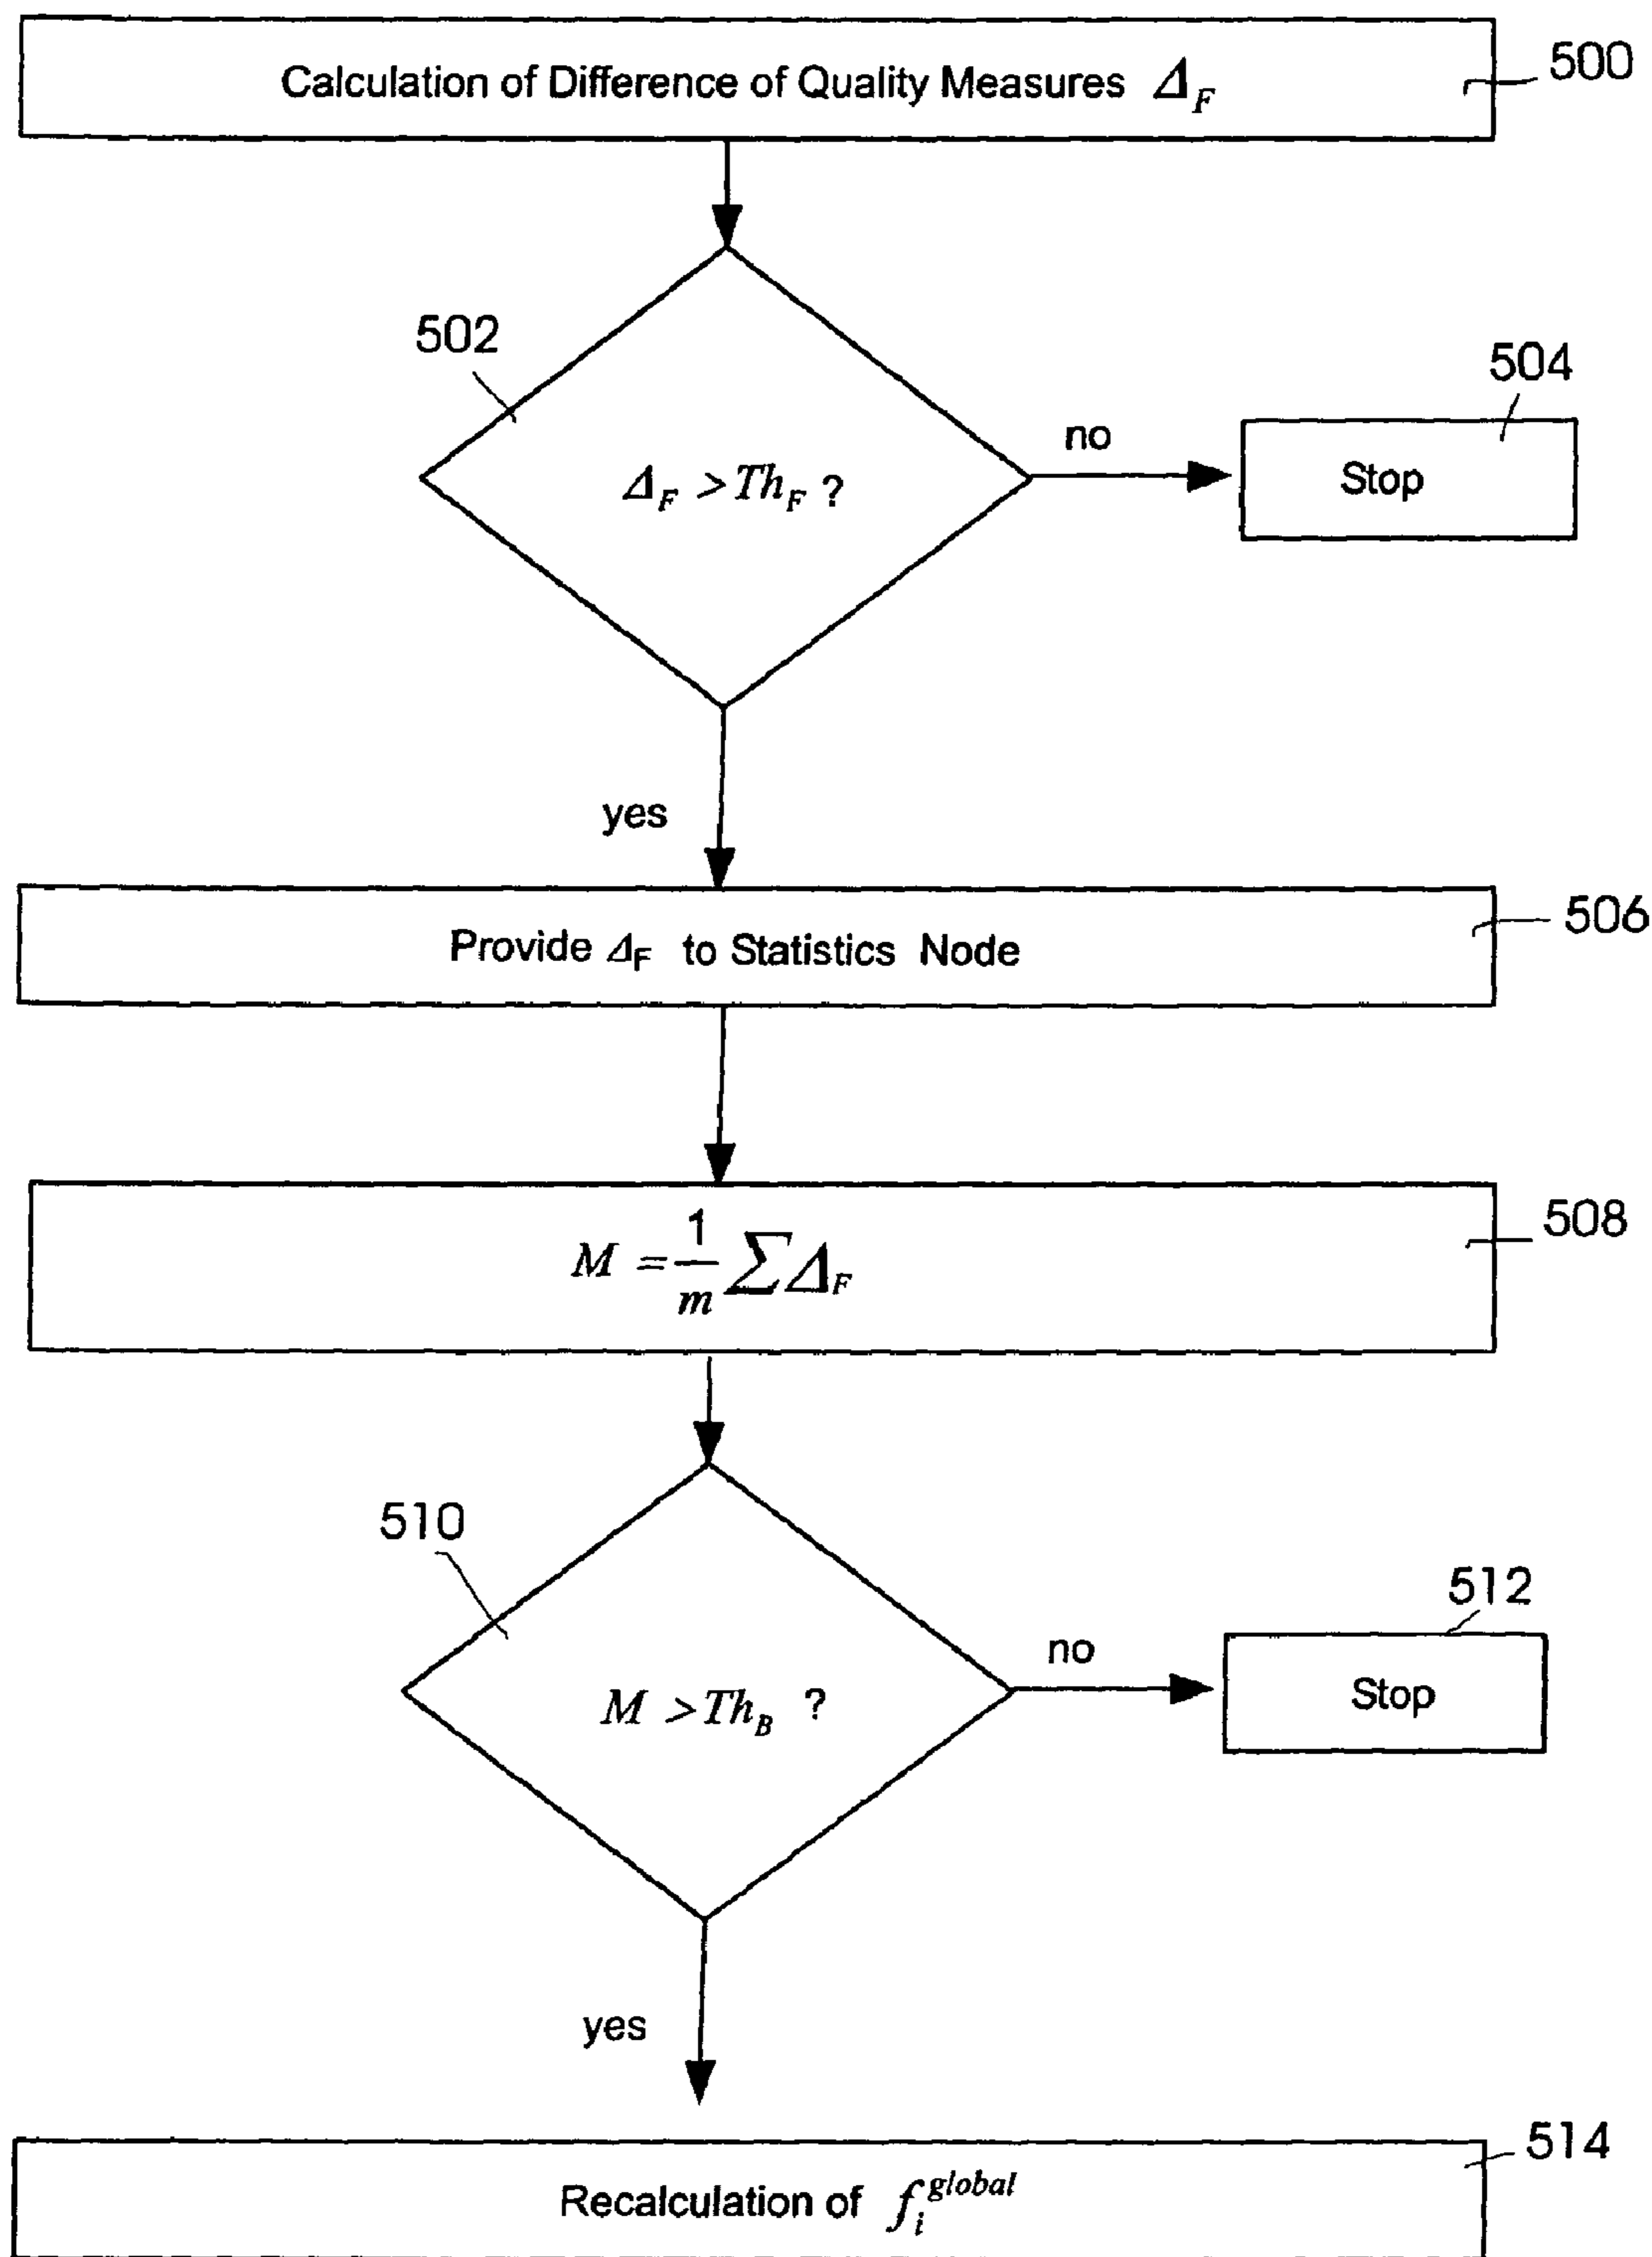 Calculation of Difference of Quality Measures Δ_F
500
502
Δ_F > Th_F ?
no
504
Stop
yes
Provide Δ_F to Statistics Node
506
M = 1/m ∑ Δ_F
508
510
M > Th_B ?
no
512
Stop
yes
Recalculation of f_i^global
514